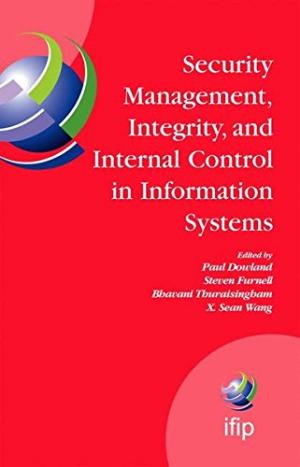 Security
Management,
Integrity, and
Internal Control
in Information
Systems
Edited by
Paul Dowland
Steven Furnell
Bhavani Thuraisingham
X. Sean Wang
ifip